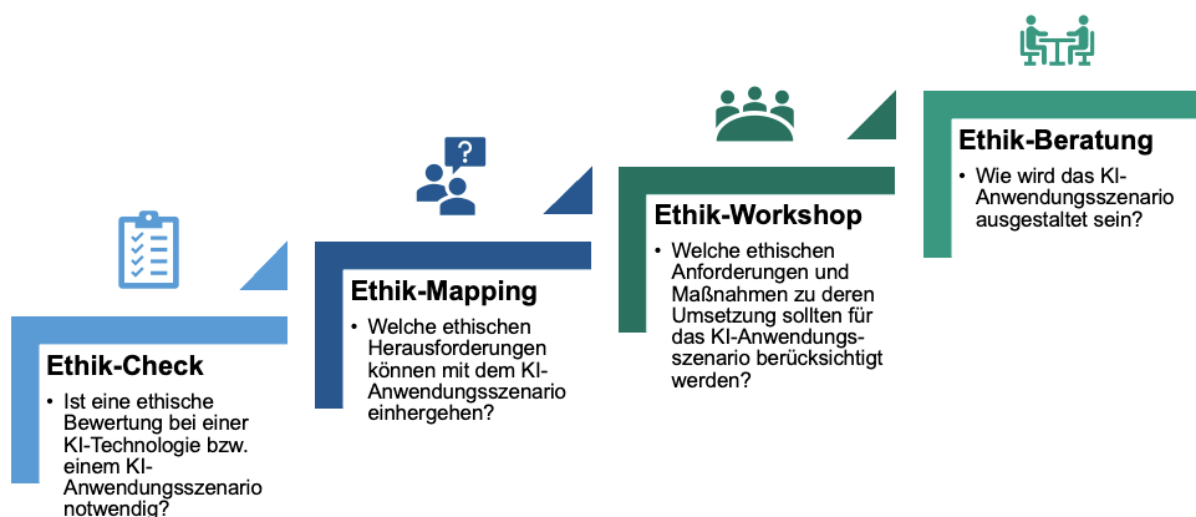 Ethik-Check
• Ist eine ethische
Bewertung bei einer
KI-Technologie bzw.
einem KI-
Anwendungsszenario
notwendig?
?
Ethik-Mapping
• Welche ethischen
Herausforderungen
können mit dem KI-
Anwendungsszenario
einhergehen?
Ethik-Workshop
• Welche ethischen
Anforderungen und
Maßnahmen zu deren
Umsetzung sollten für
das KI-Anwendungs-
szenario berücksichtigt
werden?
Ethik-Beratung
• Wie wird das KI-
Anwendungsszenario
ausgestaltet sein?